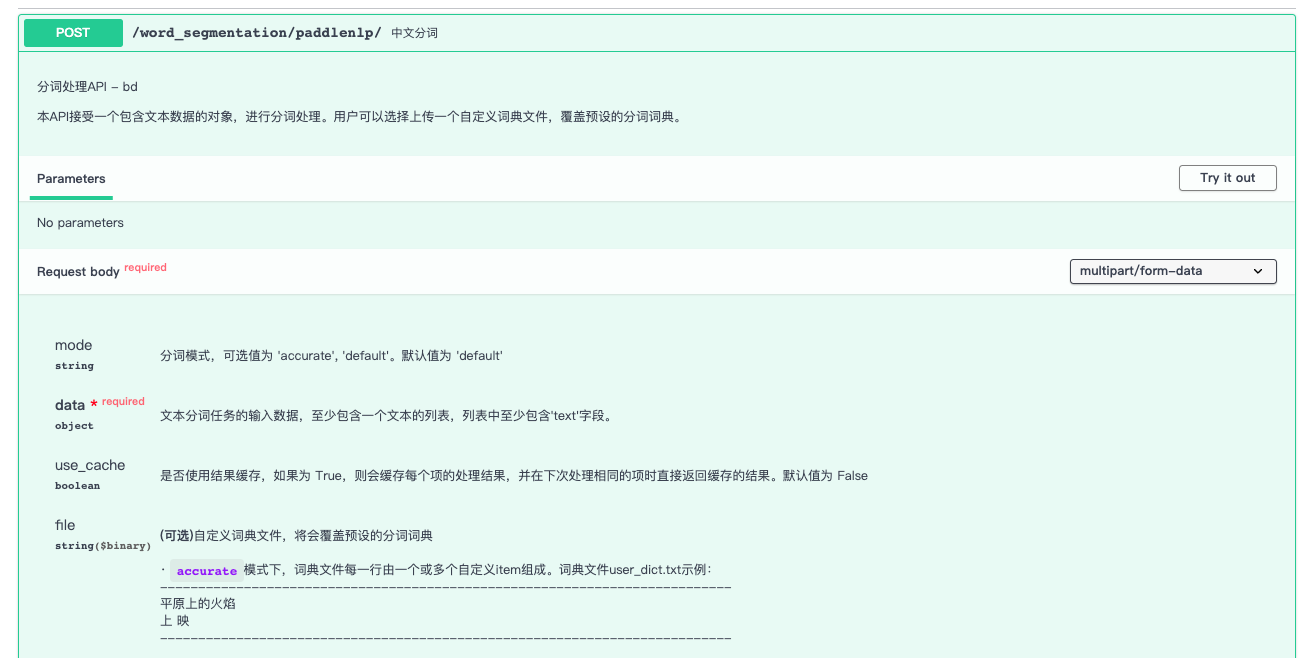 POST /word_segmentation/paddlenlp/ 中文分词
分词处理API - bd
本API接受一个包含文本数据的对象，进行分词处理。用户可以选择上传一个自定义词典文件，覆盖预设的分词词典。
Parameters
Try it out
No parameters
Request body required
multipart/form-data
mode
string
分词模式，可选值为 'accurate', 'default'。默认值为 'default'
data * required
object
文本分词任务的输入数据，至少包含一个文本的列表，列表中至少包含'text'字段。
use_cache
boolean
是否使用结果缓存，如果为 True，则会缓存每个项的处理结果，并在下次处理相同的项时直接返回缓存的结果。默认值为 False
file
string($binary)
(可选)自定义词典文件，将会覆盖预设的分词词典
· accurate 模式下，词典文件每一行由一个或多个自定义item组成。词典文件user_dict.txt示例：
----------------------------------------------------------------------------
平原上的火焰
上 映
----------------------------------------------------------------------------